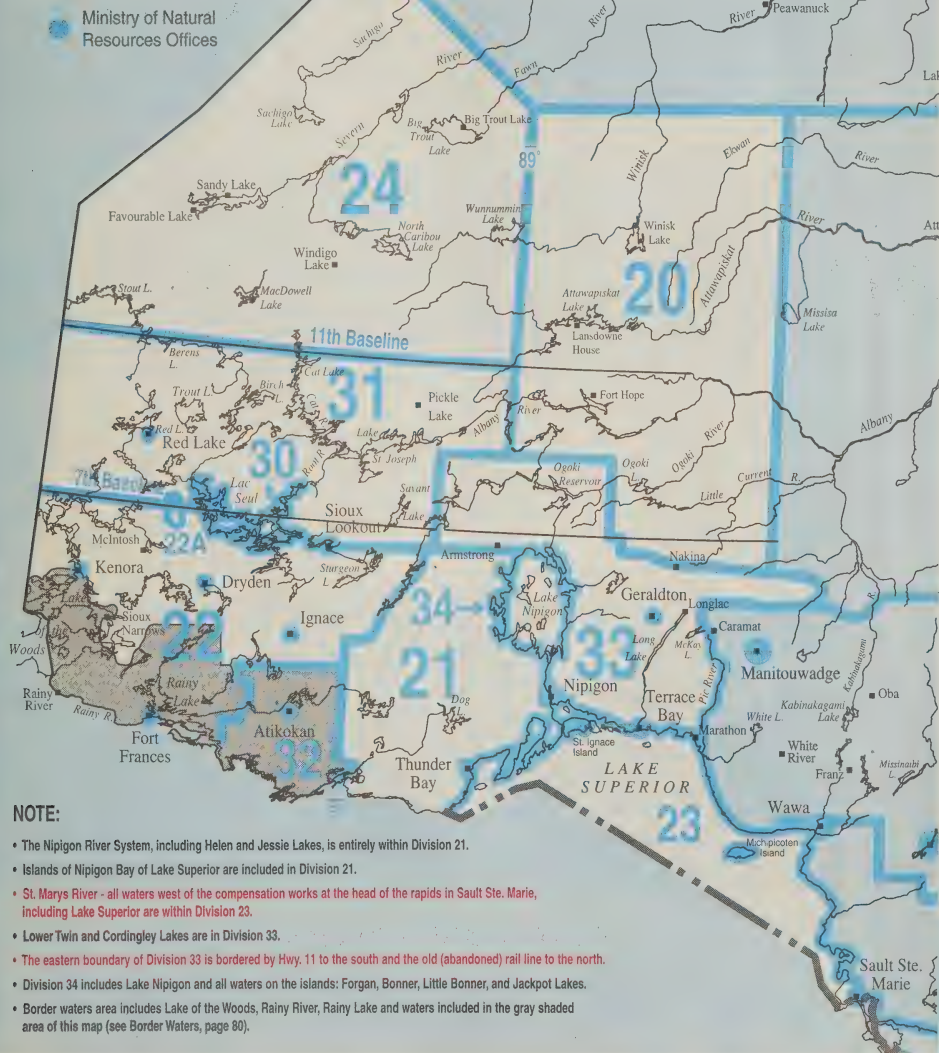 Ministry of Natural
Resources Offices
Sachigo
River
Fawn
River
River
Peawanuck
Sachigo
Lake
Severn
Big
Trout
Lake
Big Trout Lake
89°
Winisk
Ekwan
River
24
Sandy Lake
Favourable Lake
Wunnummin
Lake
North
Caribou
Lake
Windigo
Lake
Winisk
Lake
River
Att
20
Attawapiskat
Stout L.
MacDowell
Lake
Attawapiskat
Lake
Lansdowne
House
Missisa
Lake
11th Baseline
Berens
L.
Cat Lake
Trout L.
Birch
L.
31
Pickle
Lake
Fort Hope
Red L.
Red Lake
Lake
St Joseph
Albany
River
Albany
30
Root R.
Ogoki
Reservoir
Ogoki
L.
Ogoki
River
Little
Current
R.
7th Baseline
Lac
Seul
Savant
Lake
Sioux
Lookout
22A
McIntosh
Armstrong
Nakina
Kenora
Dryden
Sturgeon
L.
Lake
of the
Woods
Sioux
Narrows
22
Ignace
34
Lake
Nipigon
Geraldton
Longlac
33
Long
Lake
McKay
L.
Caramat
Manitouwadge
R.
Kabinakagami
21
Nipigon
Pic River
Rainy
River
Rainy R.
Rainy
Lake
Dog
L.
Terrace
Bay
White L.
Kabinakagami
Lake
Oba
Atikokan
32
Fort
Frances
St. Ignace
Island
Marathon
White
River
Franz
Missinaibi
L.
Thunder
Bay
LAKE
SUPERIOR
23
Wawa
Michipicoten
Island
Sault Ste.
Marie
NOTE:
• The Nipigon River System, including Helen and Jessie Lakes, is entirely within Division 21.
• Islands of Nipigon Bay of Lake Superior are included in Division 21.
• St. Marys River - all waters west of the compensation works at the head of the rapids in Sault Ste. Marie,
including Lake Superior are within Division 23.
• Lower Twin and Cordingley Lakes are in Division 33.
• The eastern boundary of Division 33 is bordered by Hwy. 11 to the south and the old (abandoned) rail line to the north.
• Division 34 includes Lake Nipigon and all waters on the islands: Forgan, Bonner, Little Bonner, and Jackpot Lakes.
• Border waters area includes Lake of the Woods, Rainy River, Rainy Lake and waters included in the gray shaded
area of this map (see Border Waters, page 80).